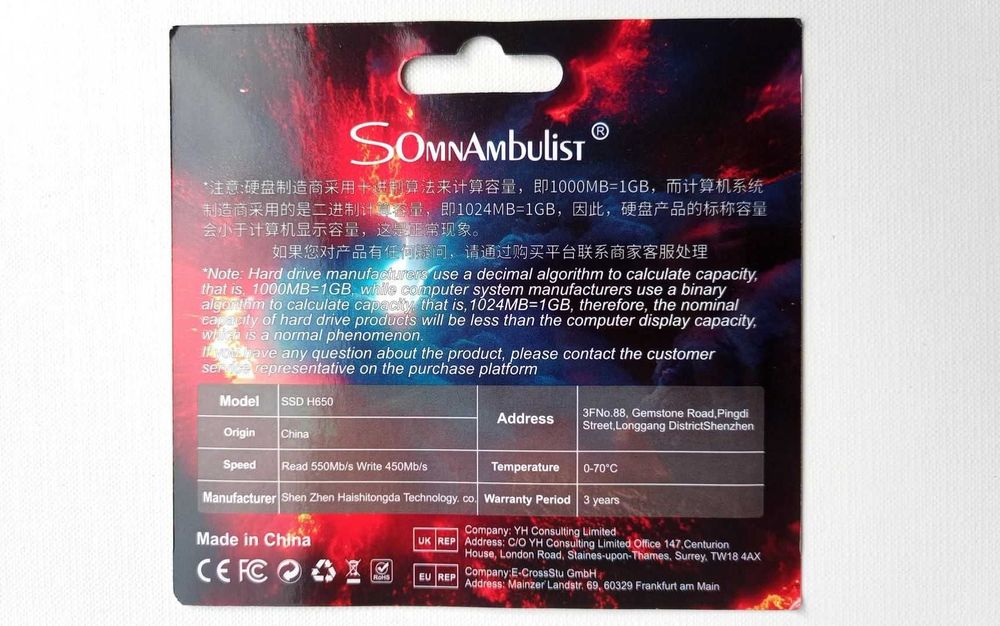 SOMNAMBULIST®
*注意:硬盘制造商采用十进制算法来计算容量，即1000MB=1GB，而计算机系统
制造商采用的是二进制计算容量，即1024MB=1GB，因此，硬盘产品的标称容量
会小于计算机显示容量，这是正常现象。
如果您对产品有任何疑问，请通过购买平台联系商家客服处理
*Note: Hard drive manufacturers use a decimal algorithm to calculate capacity,
that is, 1000MB=1GB, while computer system manufacturers use a binary
algorithm to calculate capacity, that is,1024MB=1GB, therefore, the nominal
capacity of hard drive products will be less than the computer display capacity,
which is a normal phenomenon.
If you have any question about the product, please contact the customer
service representative on the purchase platform
Model SSD H650
Origin China
Speed Read 550Mb/s Write 450Mb/s
Manufacturer Shen Zhen Haishitongda Technology. co.
Address 3FNo.88, Gemstone Road,Pingdi
Street,Longgang DistrictShenzhen
Temperature 0-70°C
Warranty Period 3 years
Made in China
CE FC RoHS
UK REP Company: YH Consulting Limited
Address: C/O YH Consulting Limited Office 147,Centurion
House, London Road, Staines-upon-Thames, Surrey, TW18 4AX
EU REP Company:E-CrossStu GmbH
Address: Mainzer Landstr. 69, 60329 Frankfurt am Main